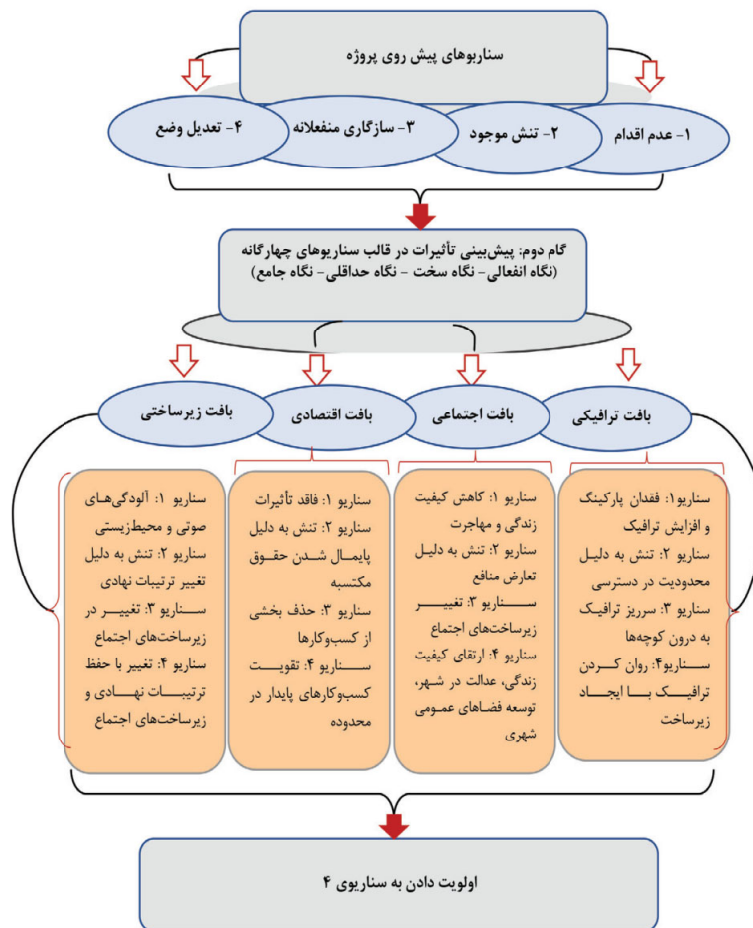 سناریوهای پیش روی پروژه
۱- عدم اقدام
۲- تنش موجود
۳- سازگاری منفعلانه
۴- تعدیل وضع
گام دوم: پیش‌بینی تأثیرات در قالب سناریوهای چهارگانه
(نگاه انفعالی- نگاه سخت - نگاه حداقلی- نگاه جامع)
بافت ترافیکی
بافت اجتماعی
بافت اقتصادی
بافت زیرساختی
سناریو۱: فقدان پارکینگ
و افزایش ترافیک
سناریو ۲: تنش به دلیل
محدودیت در دسترسی
سناریو ۳: سرریز ترافیک
به درون کوچه‌ها
سناریو۴: روان کردن
ترافیک با ایجاد
زیرساخت
سناریو ۱: کاهش کیفیت
زندگی و مهاجرت
سناریو ۲: تنش به دلیل
تعارض منافع
سناریو ۳: تغییر
زیرساخت‌های اجتماع
سناریو ۴: ارتقای کیفیت
زندگی، عدالت در شهر،
توسعه فضاهای عمومی
شهری
سناریو ۱: فاقد تأثیرات
سناریو ۲: تنش به دلیل
پایمال شدن حقوق
مکتسبه
سناریو ۳: حذف بخشی
از کسب‌وکارها
سناریو ۴: تقویت
کسب‌وکارهای پایدار در
محدوده
سناریو ۱: آلودگی‌های
صوتی و محیط‌زیستی
سناریو ۲: تنش به دلیل
تغییر ترتیبات نهادی
سناریو ۳: تغییر در
زیرساخت‌های اجتماع
سناریو ۴: تغییر با حفظ
ترتیبات نهادی و
زیرساخت‌های اجتماع
اولویت دادن به سناریوی ۴